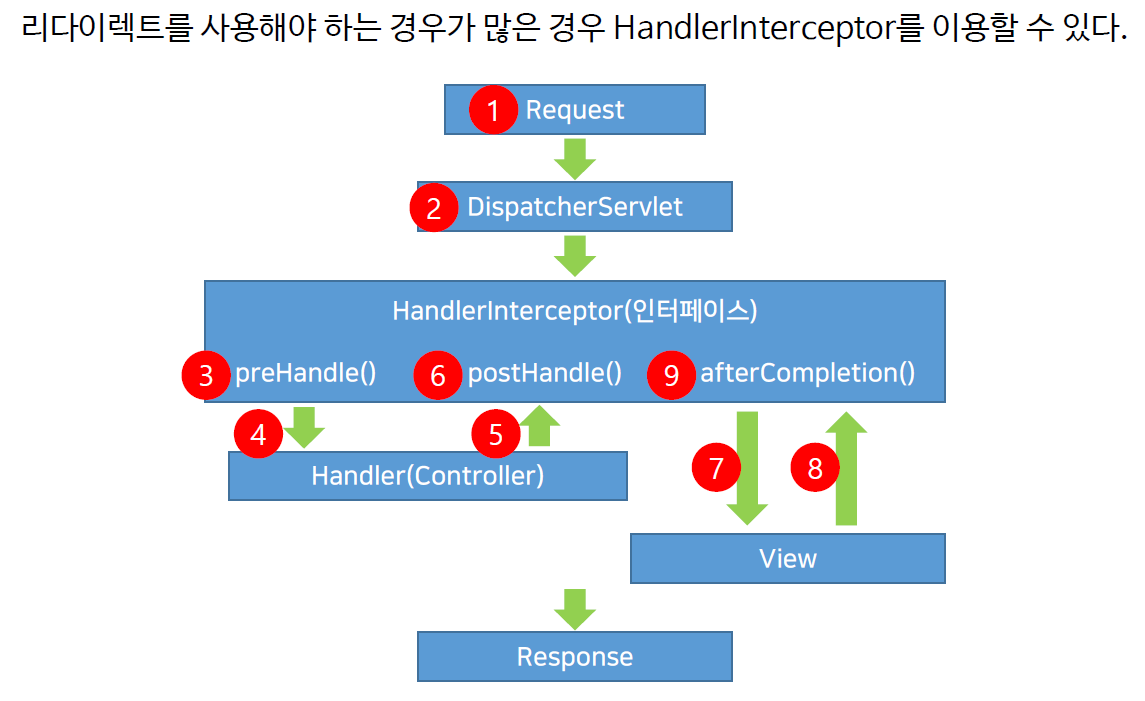 리다이렉트를 사용해야 하는 경우가 많은 경우 HandlerInterceptor를 이용할 수 있다.
1 Request
2 DispatcherServlet
HandlerInterceptor(인터페이스)
3 preHandle() 6 postHandle() 9 afterCompletion()
4 5
7 8
Handler(Controller)
View
Response